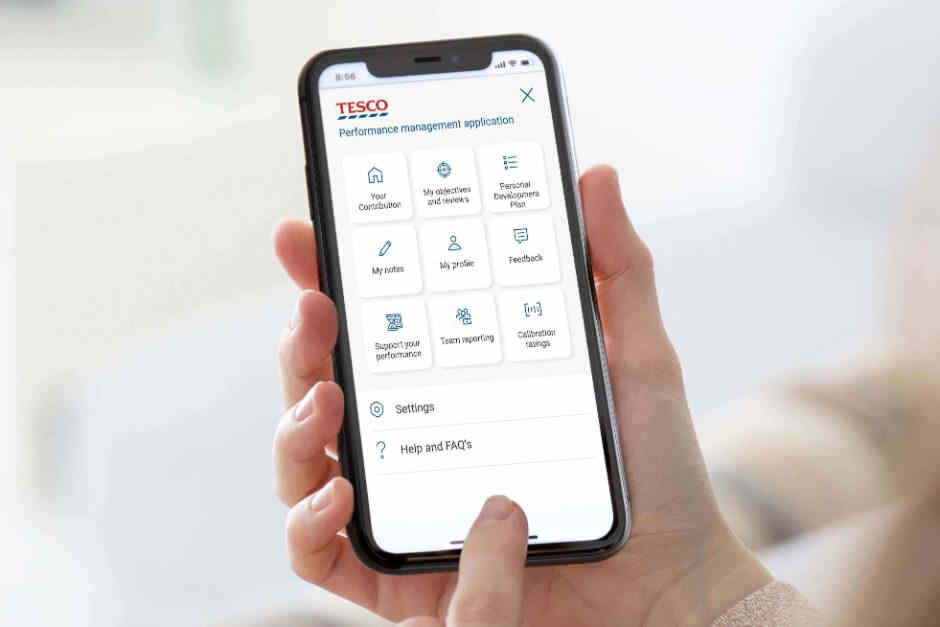 8:56
TESCO
Performance management application
Your
Contribution
My objectives
and reviews
Personal
Development
Plan
My notes
My profile
Feedback
Support your
performance
Team reporting
Calibration
ratings
Settings
Help and FAQ's